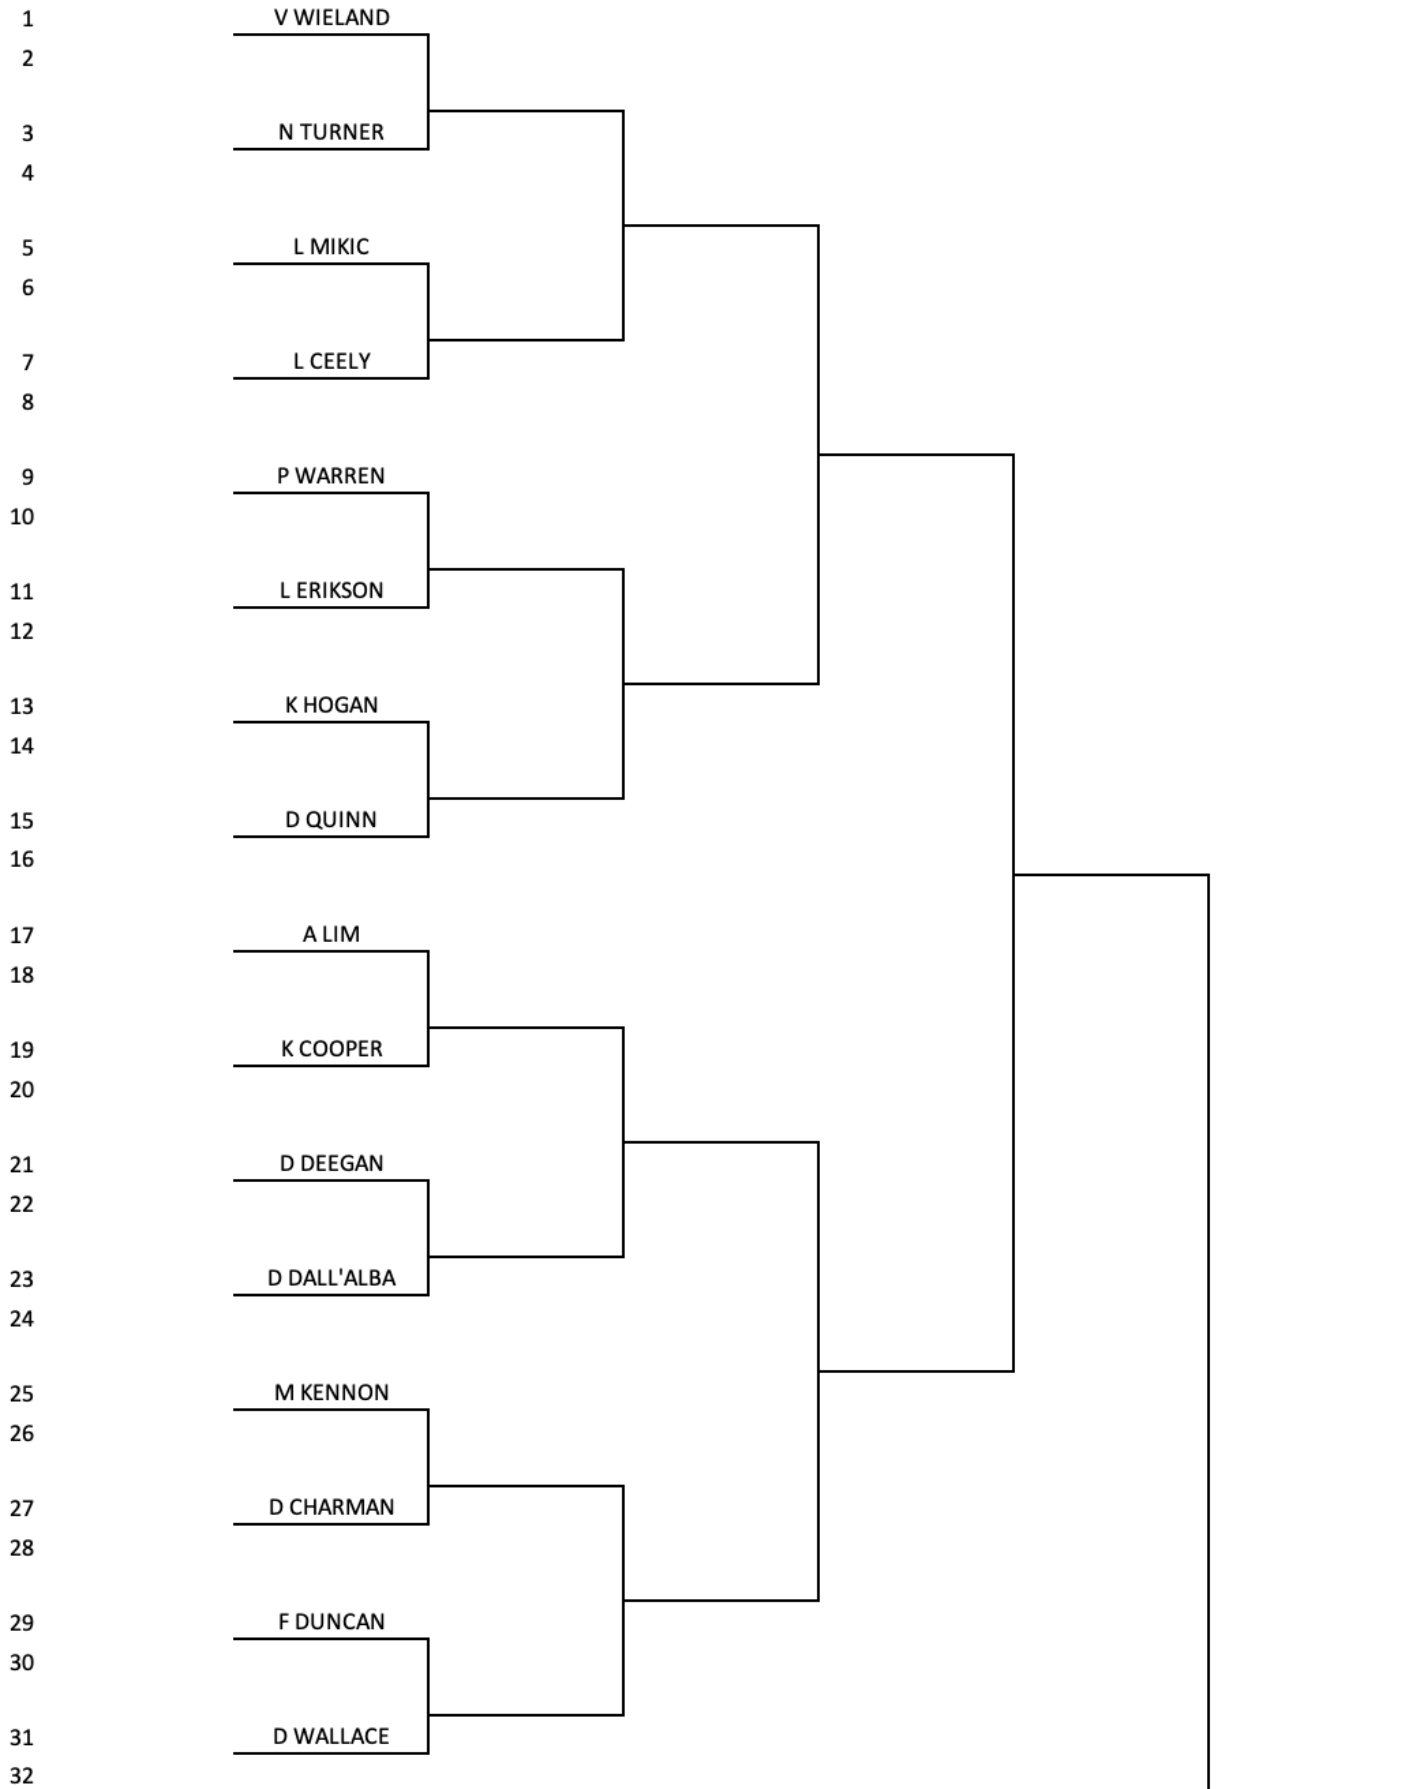 1 V WIELAND
2
3 N TURNER
4
5 L MIKIC
6
7 L CEELY
8
9 P WARREN
10
11 L ERIKSON
12
13 K HOGAN
14
15 D QUINN
16
17 A LIM
18
19 K COOPER
20
21 D DEEGAN
22
23 D DALL'ALBA
24
25 M KENNON
26
27 D CHARMAN
28
29 F DUNCAN
30
31 D WALLACE
32